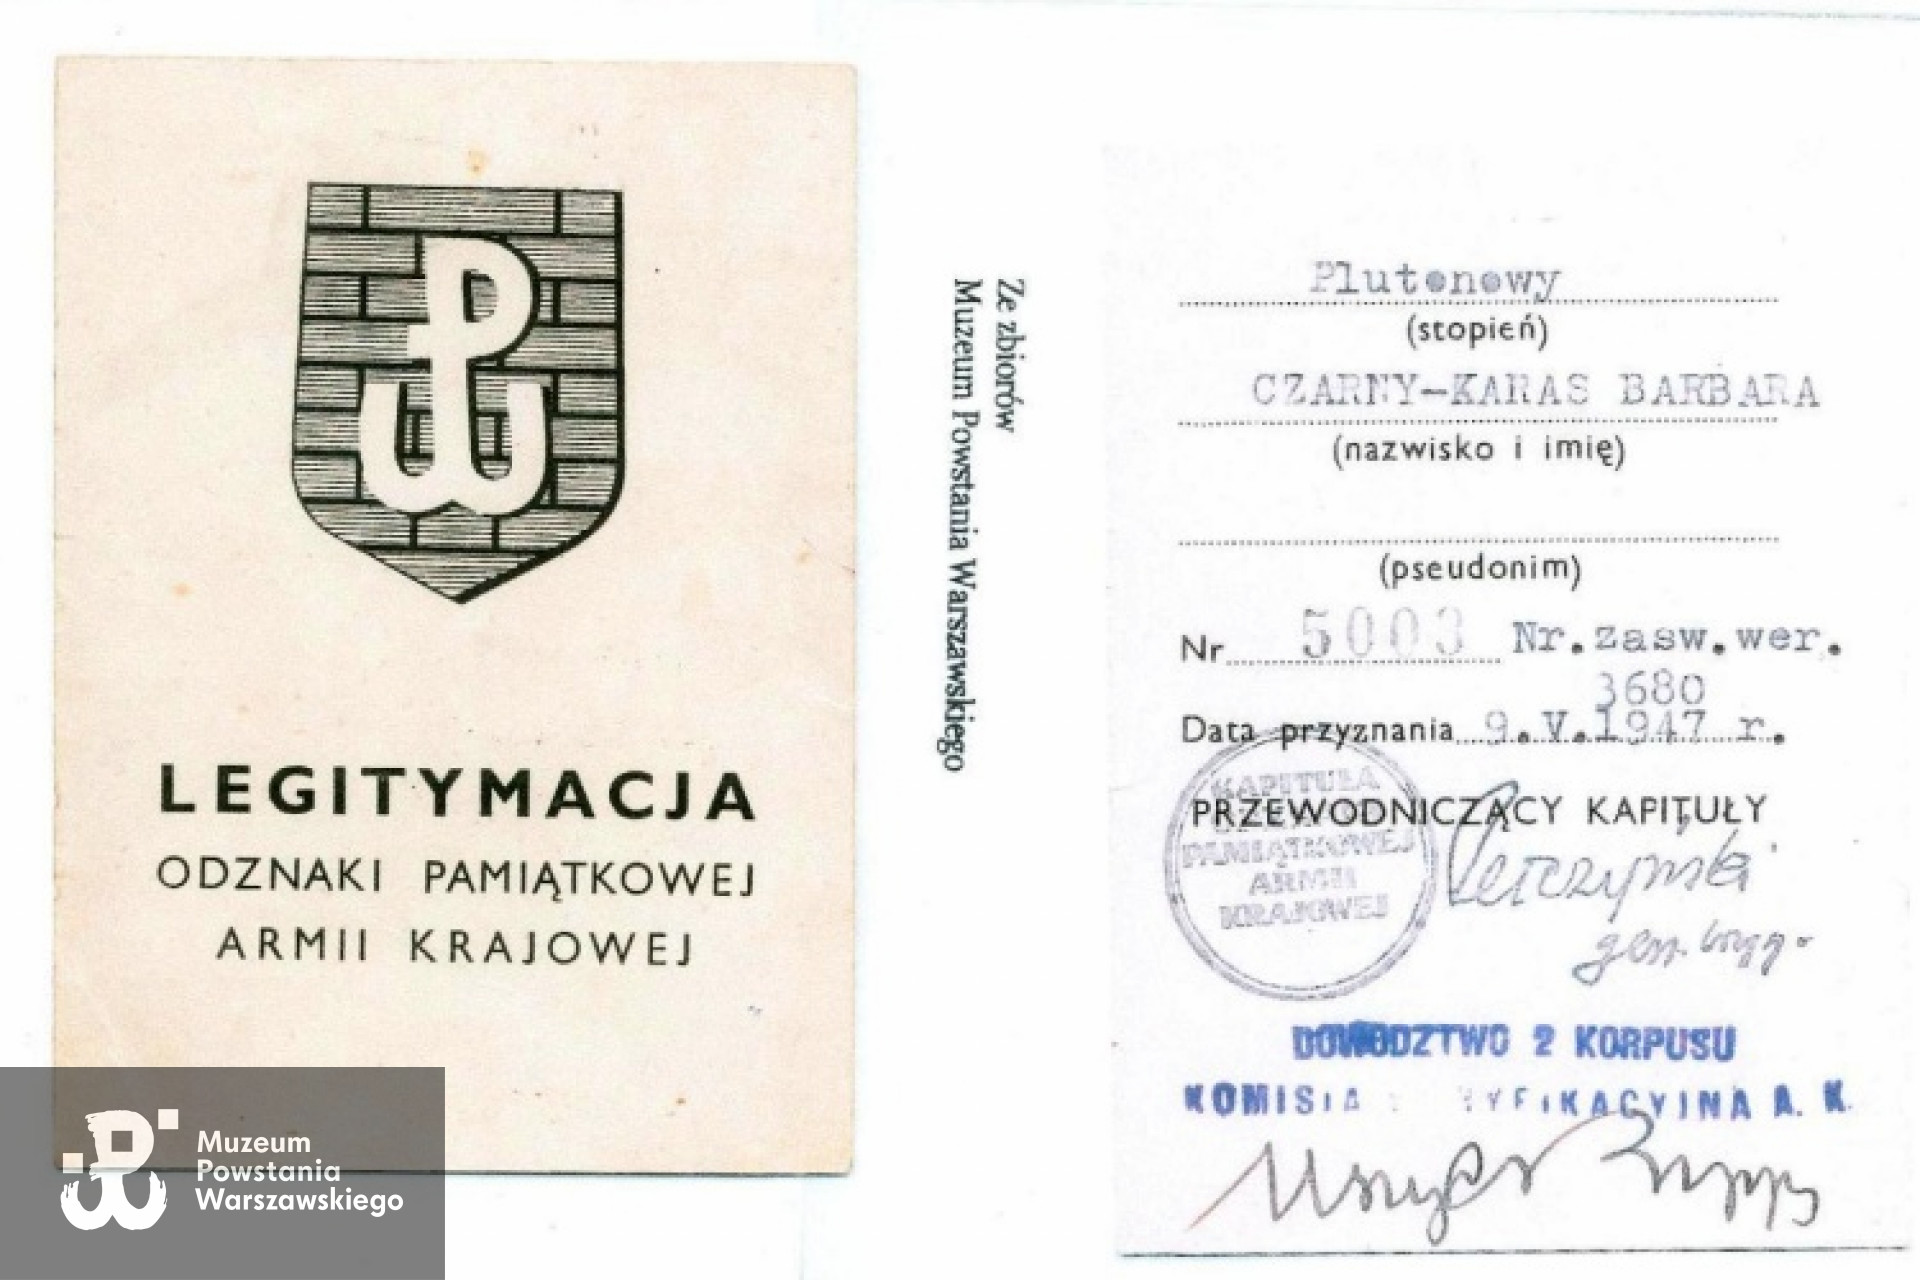 LEGITYMACJA
ODZNAKI PAMIĄTKOWEJ
ARMII KRAJOWEJ
Muzeum
Powstania
Warszawskiego
Ze zbiorów
Muzeum Powstania Warszawskiego
Plutonowy
(stopień)
CZARNY-KARAS BARBARA
(nazwisko i imię)
(pseudonim)
Nr 5003 Nr.zasw.wer.
3680
Data przyznania 9.V.1947 r.
PRZEWODNICZĄCY KAPITUŁY
KAPITUŁA
PAMIĄTKOWEJ
ARMII
KRAJOWEJ
gen. bryg.
DOWODZTWO 2 KORPUSU
KOMISIA A. K.